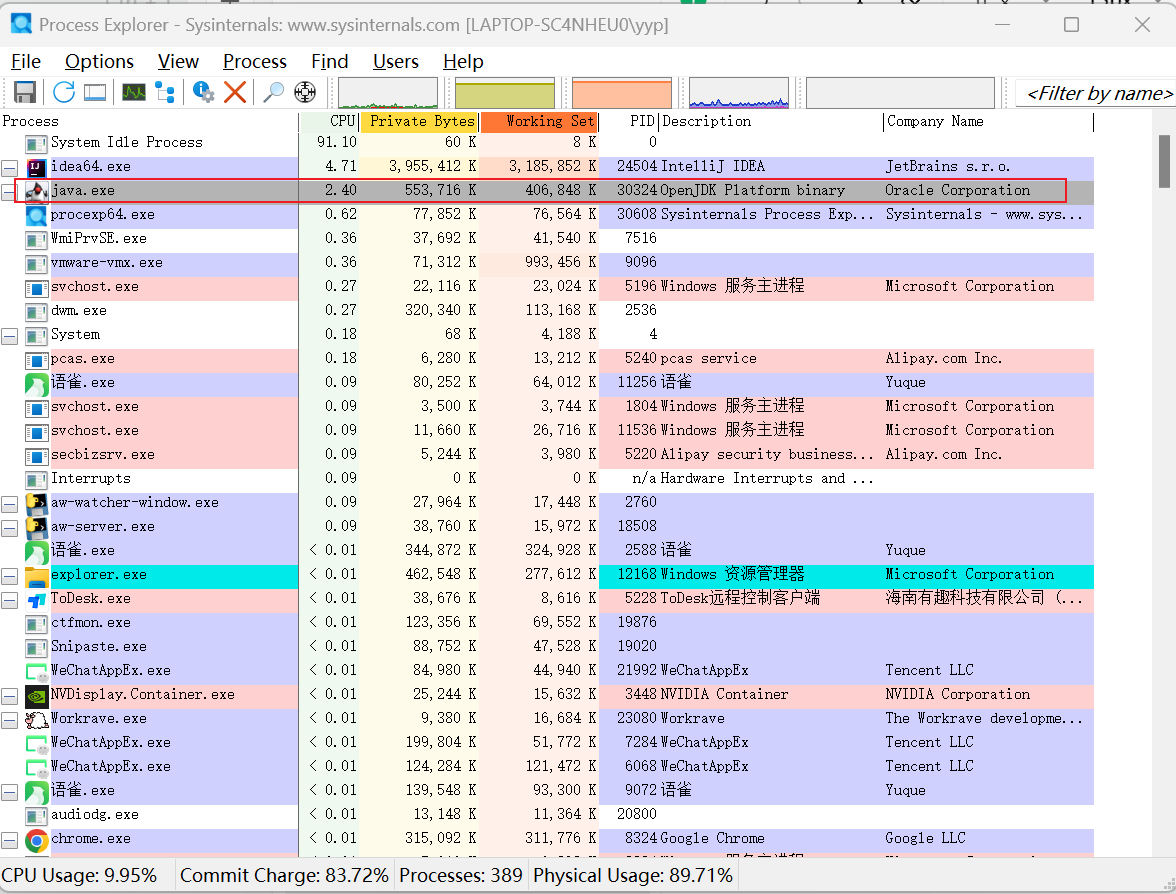 Process Explorer - Sysinternals: www.sysinternals.com [LAPTOP-SC4NHEU0\yyp]
File Options View Process Find Users Help
<Filter by name>
Process CPU Private Bytes Working Set PID Description Company Name
System Idle Process 91.10 60 K 8 K 0
idea64.exe 4.71 3,955,412 K 3,185,852 K 24504 IntelliJ IDEA JetBrains s.r.o.
java.exe 2.40 553,716 K 406,848 K 30324 OpenJDK Platform binary Oracle Corporation
procexp64.exe 0.62 77,852 K 76,564 K 30608 Sysinternals Process Exp... Sysinternals - www.sys...
WmiPrvSE.exe 0.36 37,692 K 41,540 K 7516
vmware-vmx.exe 0.36 71,312 K 993,456 K 9096
svchost.exe 0.27 22,116 K 23,024 K 5196 Windows 服务主进程 Microsoft Corporation
dwm.exe 0.27 320,340 K 113,168 K 2536
System 0.18 68 K 4,188 K 4
pcas.exe 0.18 6,280 K 13,212 K 5240 pcas service Alipay.com Inc.
语雀.exe 0.09 80,252 K 64,012 K 11256 语雀 Yuque
svchost.exe 0.09 3,500 K 3,744 K 1804 Windows 服务主进程 Microsoft Corporation
svchost.exe 0.09 11,660 K 26,716 K 11536 Windows 服务主进程 Microsoft Corporation
secbizsrv.exe 0.09 5,244 K 3,980 K 5220 Alipay security business... Alipay.com Inc.
Interrupts 0.09 0 K 0 K n/a Hardware Interrupts and ...
aw-watcher-window.exe 0.09 27,964 K 17,448 K 2760
aw-server.exe 0.09 38,760 K 15,972 K 18508
语雀.exe < 0.01 344,872 K 324,928 K 2588 语雀 Yuque
explorer.exe < 0.01 462,548 K 277,612 K 12168 Windows 资源管理器 Microsoft Corporation
ToDesk.exe < 0.01 38,676 K 8,616 K 5228 ToDesk远程控制客户端 海南有趣科技有限公司 (...
ctfmon.exe < 0.01 123,356 K 69,552 K 19876
Snipaste.exe < 0.01 88,752 K 47,528 K 19020
WeChatAppEx.exe < 0.01 84,980 K 44,940 K 21992 WeChatAppEx Tencent LLC
NVDisplay.Container.exe < 0.01 25,244 K 15,632 K 3448 NVIDIA Container NVIDIA Corporation
Workrave.exe < 0.01 9,380 K 16,684 K 23080 Workrave The Workrave developme...
WeChatAppEx.exe < 0.01 199,804 K 51,772 K 7284 WeChatAppEx Tencent LLC
WeChatAppEx.exe < 0.01 124,284 K 121,472 K 6068 WeChatAppEx Tencent LLC
语雀.exe < 0.01 139,548 K 93,300 K 9072 语雀 Yuque
audiodg.exe < 0.01 13,148 K 11,364 K 20800
chrome.exe < 0.01 315,092 K 311,776 K 8324 Google Chrome Google LLC
CPU Usage: 9.95% Commit Charge: 83.72% Processes: 389 Physical Usage: 89.71%